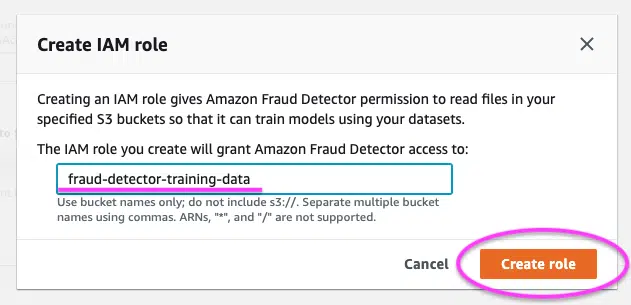 Create IAM role
Creating an IAM role gives Amazon Fraud Detector permission to read files in your
specified S3 buckets so that it can train models using your datasets.
The IAM role you create will grant Amazon Fraud Detector access to:
fraud-detector-training-data
Use bucket names only; do not include s3://. Separate multiple bucket
names using commas. ARNs, "*", and "/" are not supported.
Cancel
Create role